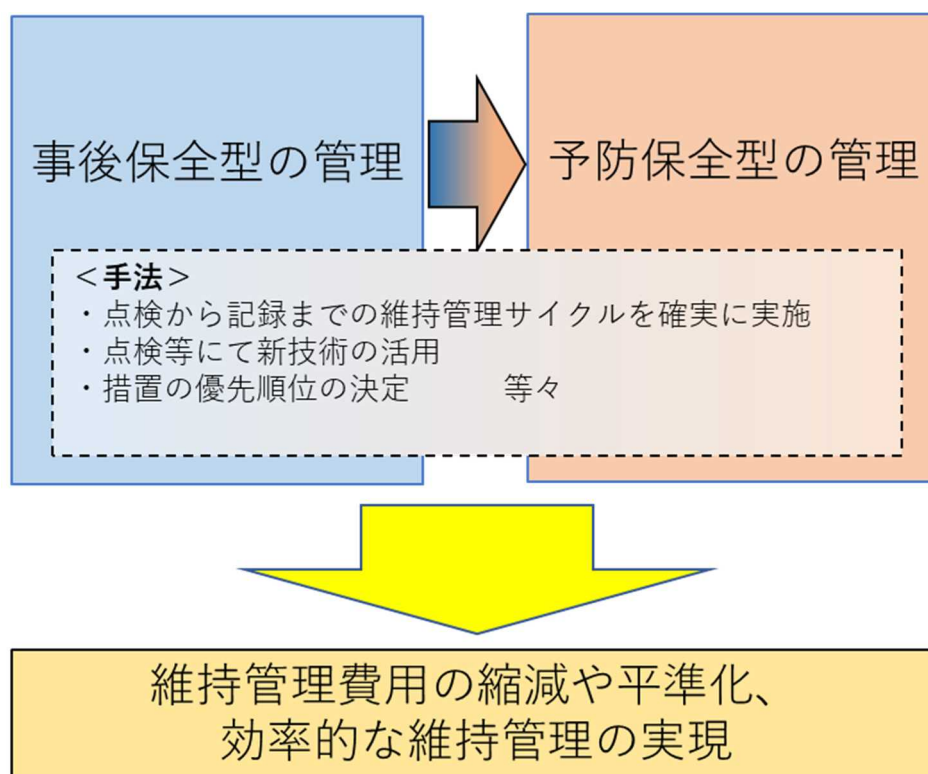 事後保全型の管理
予防保全型の管理
＜手法＞
・点検から記録までの維持管理サイクルを確実に実施
・点検等にて新技術の活用
・措置の優先順位の決定　　　等々
維持管理費用の縮減や平準化、
効率的な維持管理の実現